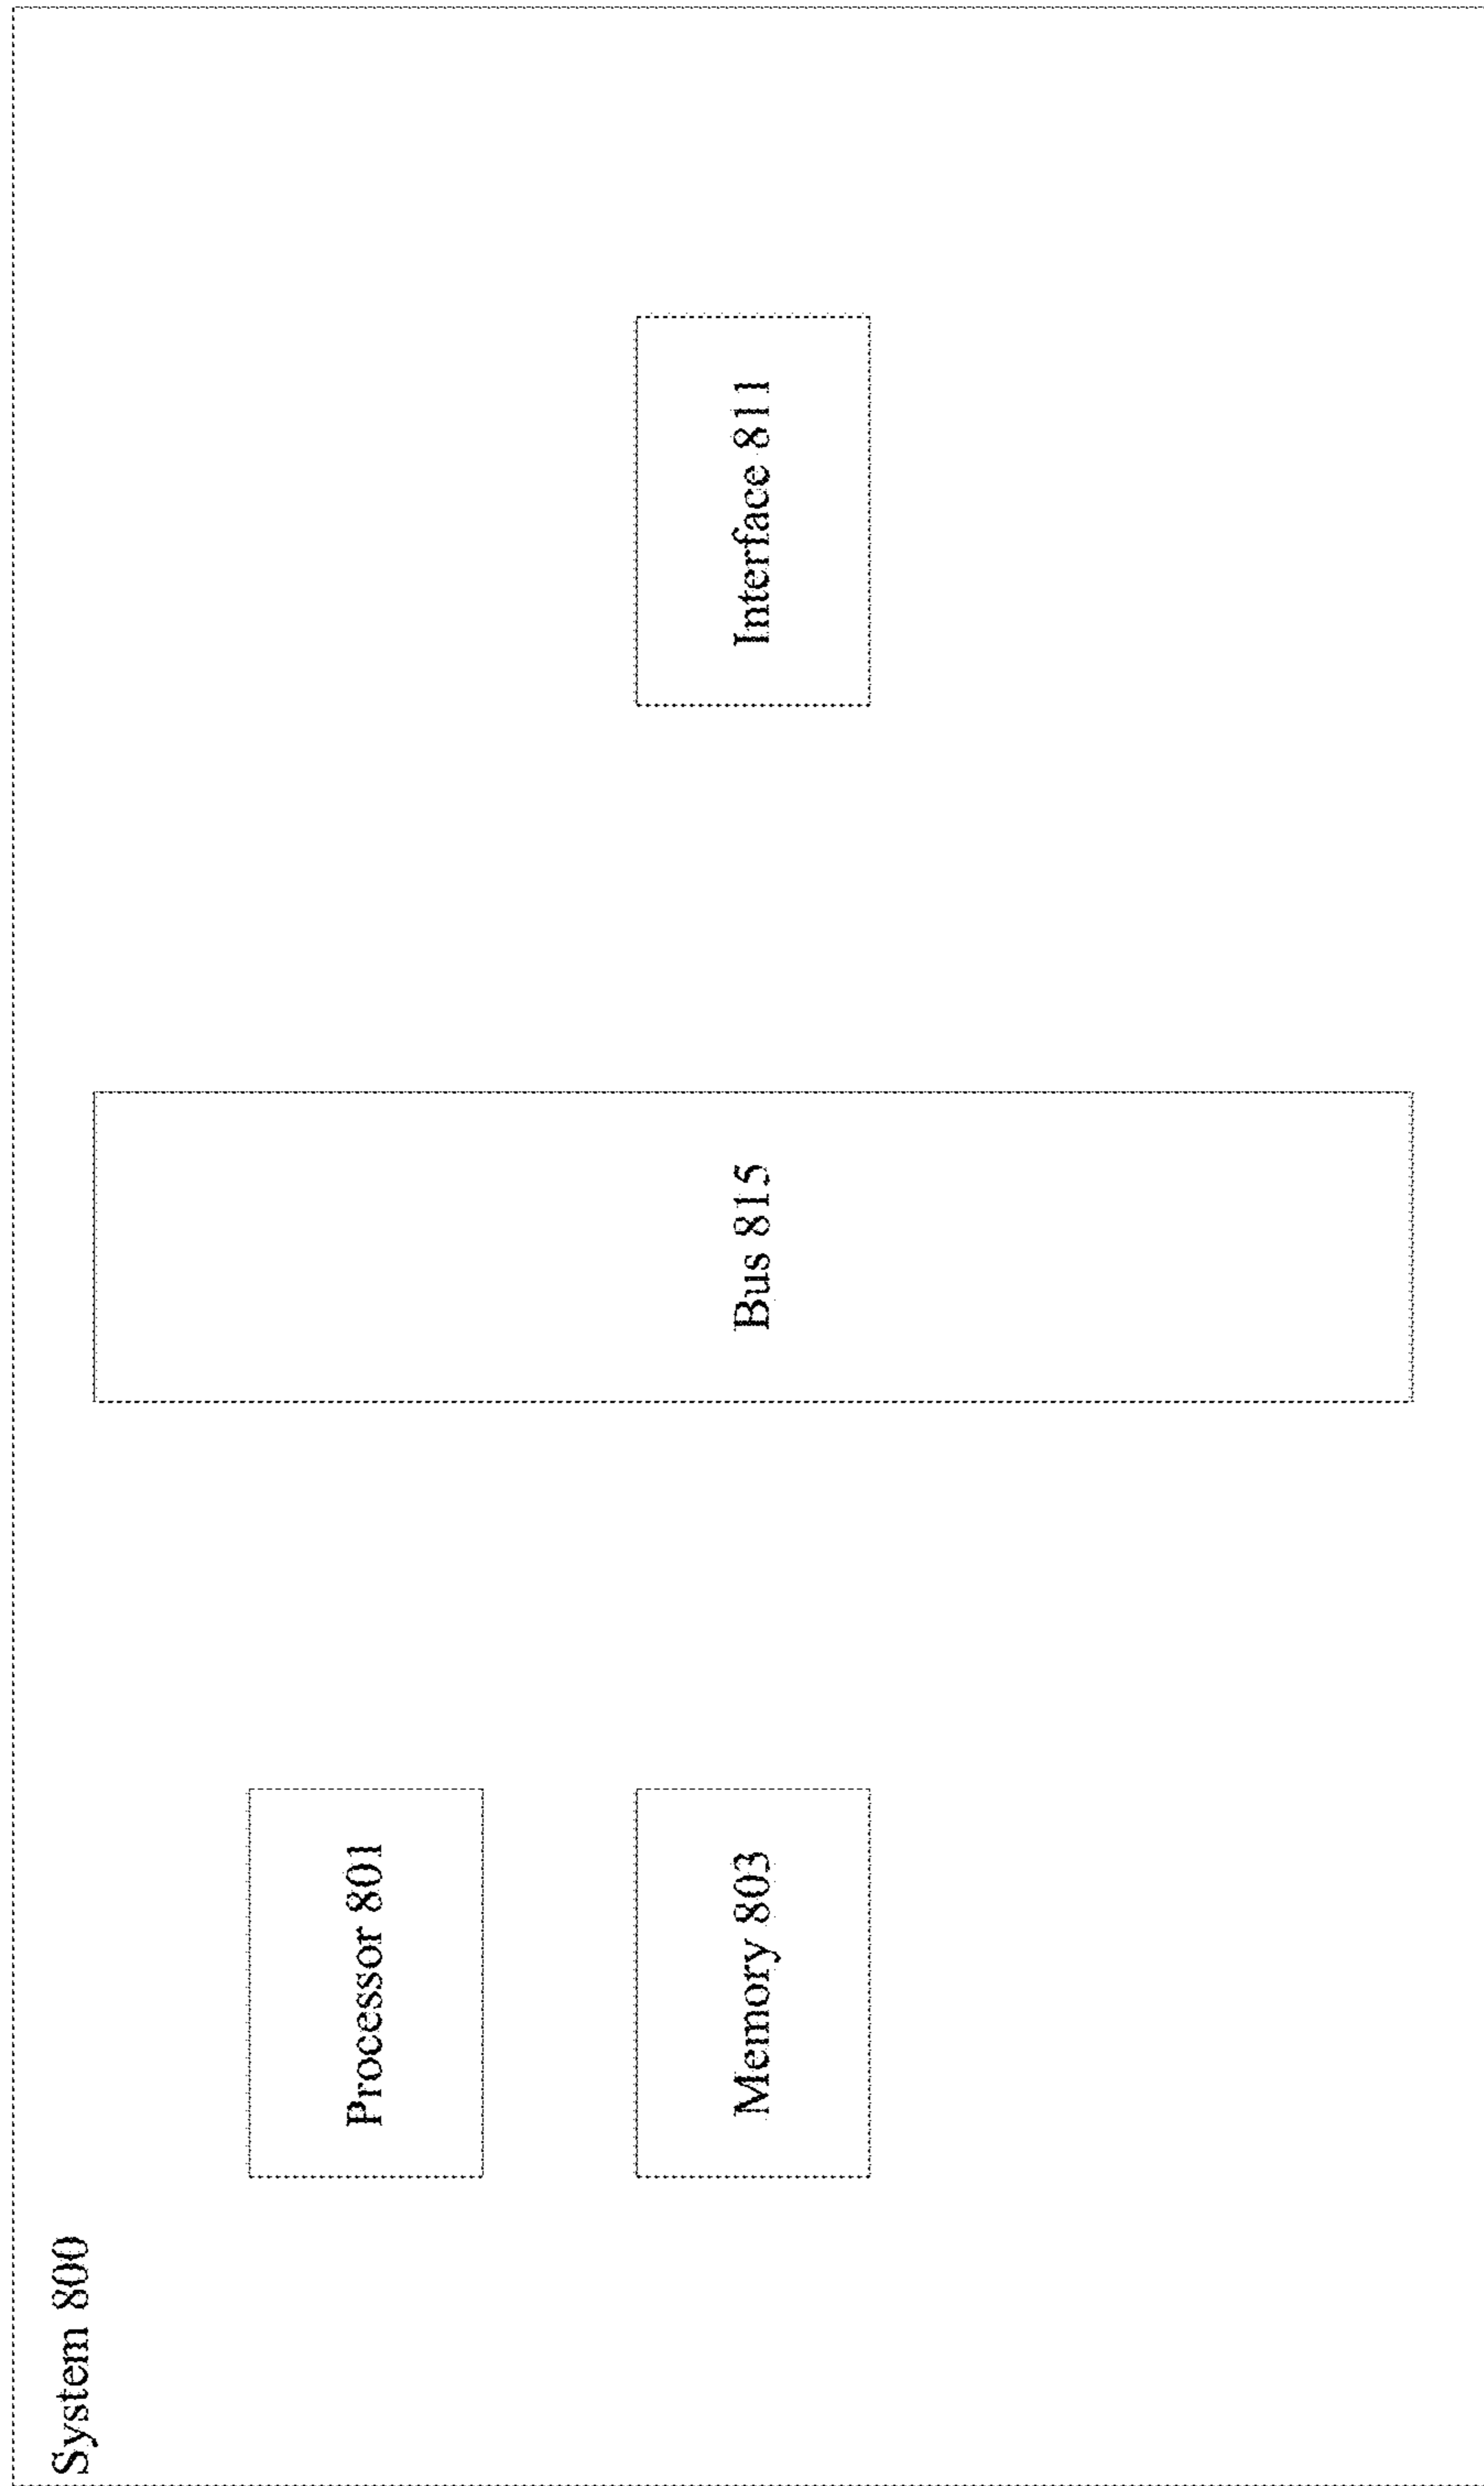 System 800
Processor 801
Memory 803
Bus 815
Interface 811